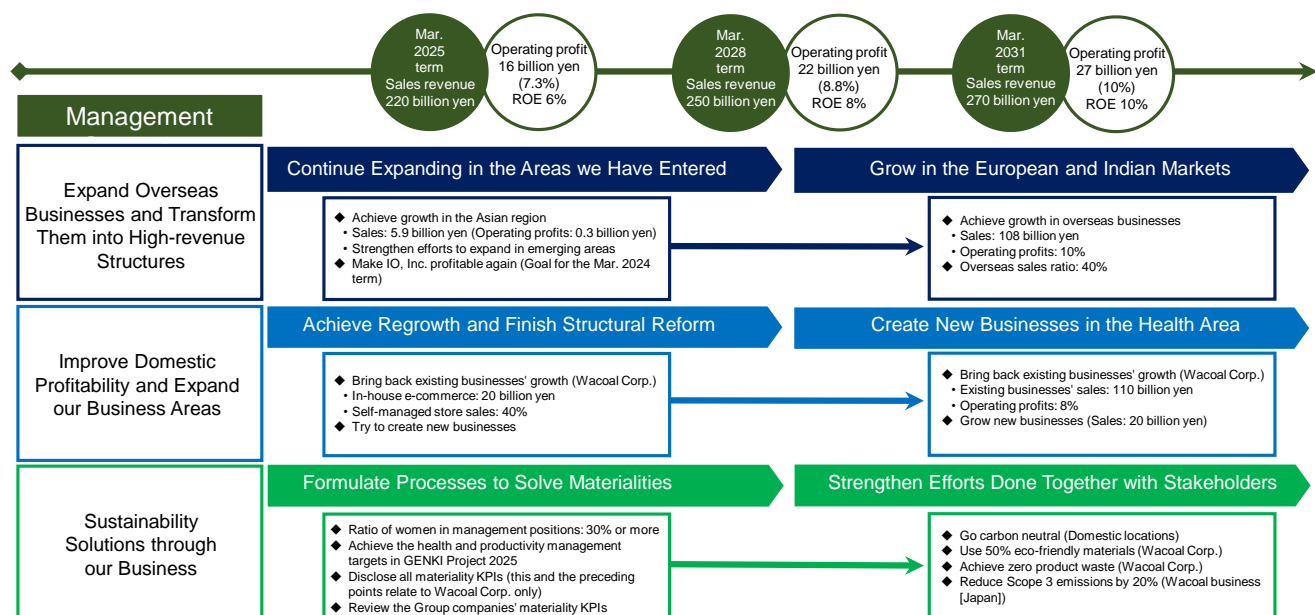 Mar.
2025
term
Sales revenue
220 billion yen
Operating profit
16 billion yen
(7.3%)
ROE 6%
Mar.
2028
term
Sales revenue
250 billion yen
Operating profit
22 billion yen
(8.8%)
ROE 8%
Mar.
2031
term
Sales revenue
270 billion yen
Operating profit
27 billion yen
(10%)
ROE 10%
Management
Expand Overseas
Businesses and Transform
Them into High-revenue
Structures
Continue Expanding in the Areas we Have Entered
◆ Achieve growth in the Asian region
• Sales: 5.9 billion yen (Operating profits: 0.3 billion yen)
• Strengthen efforts to expand in emerging areas
◆ Make IO, Inc. profitable again (Goal for the Mar. 2024
term)
Grow in the European and Indian Markets
◆ Achieve growth in overseas businesses
• Sales: 108 billion yen
• Operating profits: 10%
◆ Overseas sales ratio: 40%
Improve Domestic
Profitability and Expand
our Business Areas
Achieve Regrowth and Finish Structural Reform
◆ Bring back existing businesses' growth (Wacoal Corp.)
• In-house e-commerce: 20 billion yen
• Self-managed store sales: 40%
◆ Try to create new businesses
Create New Businesses in the Health Area
◆ Bring back existing businesses' growth (Wacoal Corp.)
• Existing businesses' sales: 110 billion yen
• Operating profits: 8%
◆ Grow new businesses (Sales: 20 billion yen)
Sustainability
Solutions through
our Business
Formulate Processes to Solve Materialities
◆ Ratio of women in management positions: 30% or more
◆ Achieve the health and productivity management
targets in GENKI Project 2025
◆ Disclose all materiality KPIs (this and the preceding
points relate to Wacoal Corp. only)
◆ Review the Group companies' materiality KPIs
Strengthen Efforts Done Together with Stakeholders
◆ Go carbon neutral (Domestic locations)
◆ Use 50% eco-friendly materials (Wacoal Corp.)
◆ Achieve zero product waste (Wacoal Corp.)
◆ Reduce Scope 3 emissions by 20% (Wacoal business
[Japan])